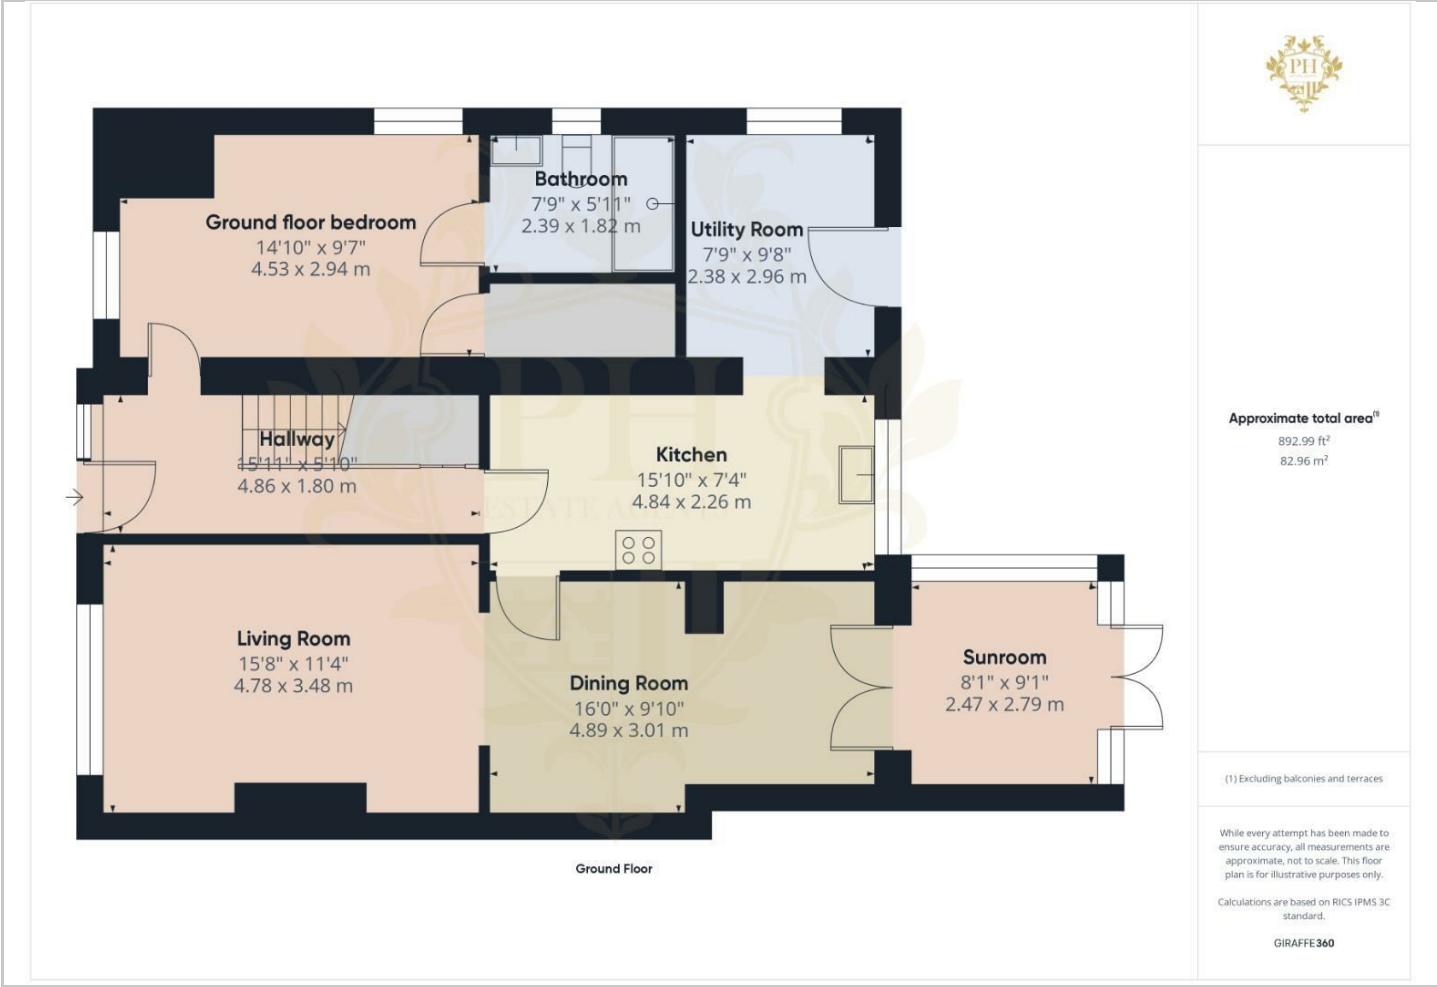 PH
Bathroom
7'9" x 5'11"
2.39 x 1.82 m
Ground floor bedroom
14'10" x 9'7"
4.53 x 2.94 m
Utility Room
7'9" x 9'8"
2.38 x 2.96 m
Hallway
15'11" x 5'10"
4.86 x 1.80 m
Kitchen
15'10" x 7'4"
4.84 x 2.26 m
PH
ESTATE AGENTS
Living Room
15'8" x 11'4"
4.78 x 3.48 m
Dining Room
16'0" x 9'10"
4.89 x 3.01 m
Sunroom
8'1" x 9'1"
2.47 x 2.79 m
Ground Floor
Approximate total area⁽¹⁾
892.99 ft²
82.96 m²
(1) Excluding balconies and terraces
While every attempt has been made to
ensure accuracy, all measurements are
approximate, not to scale. This floor
plan is for illustrative purposes only.
Calculations are based on RICS IPMS 3C
standard.
GIRAFFE360